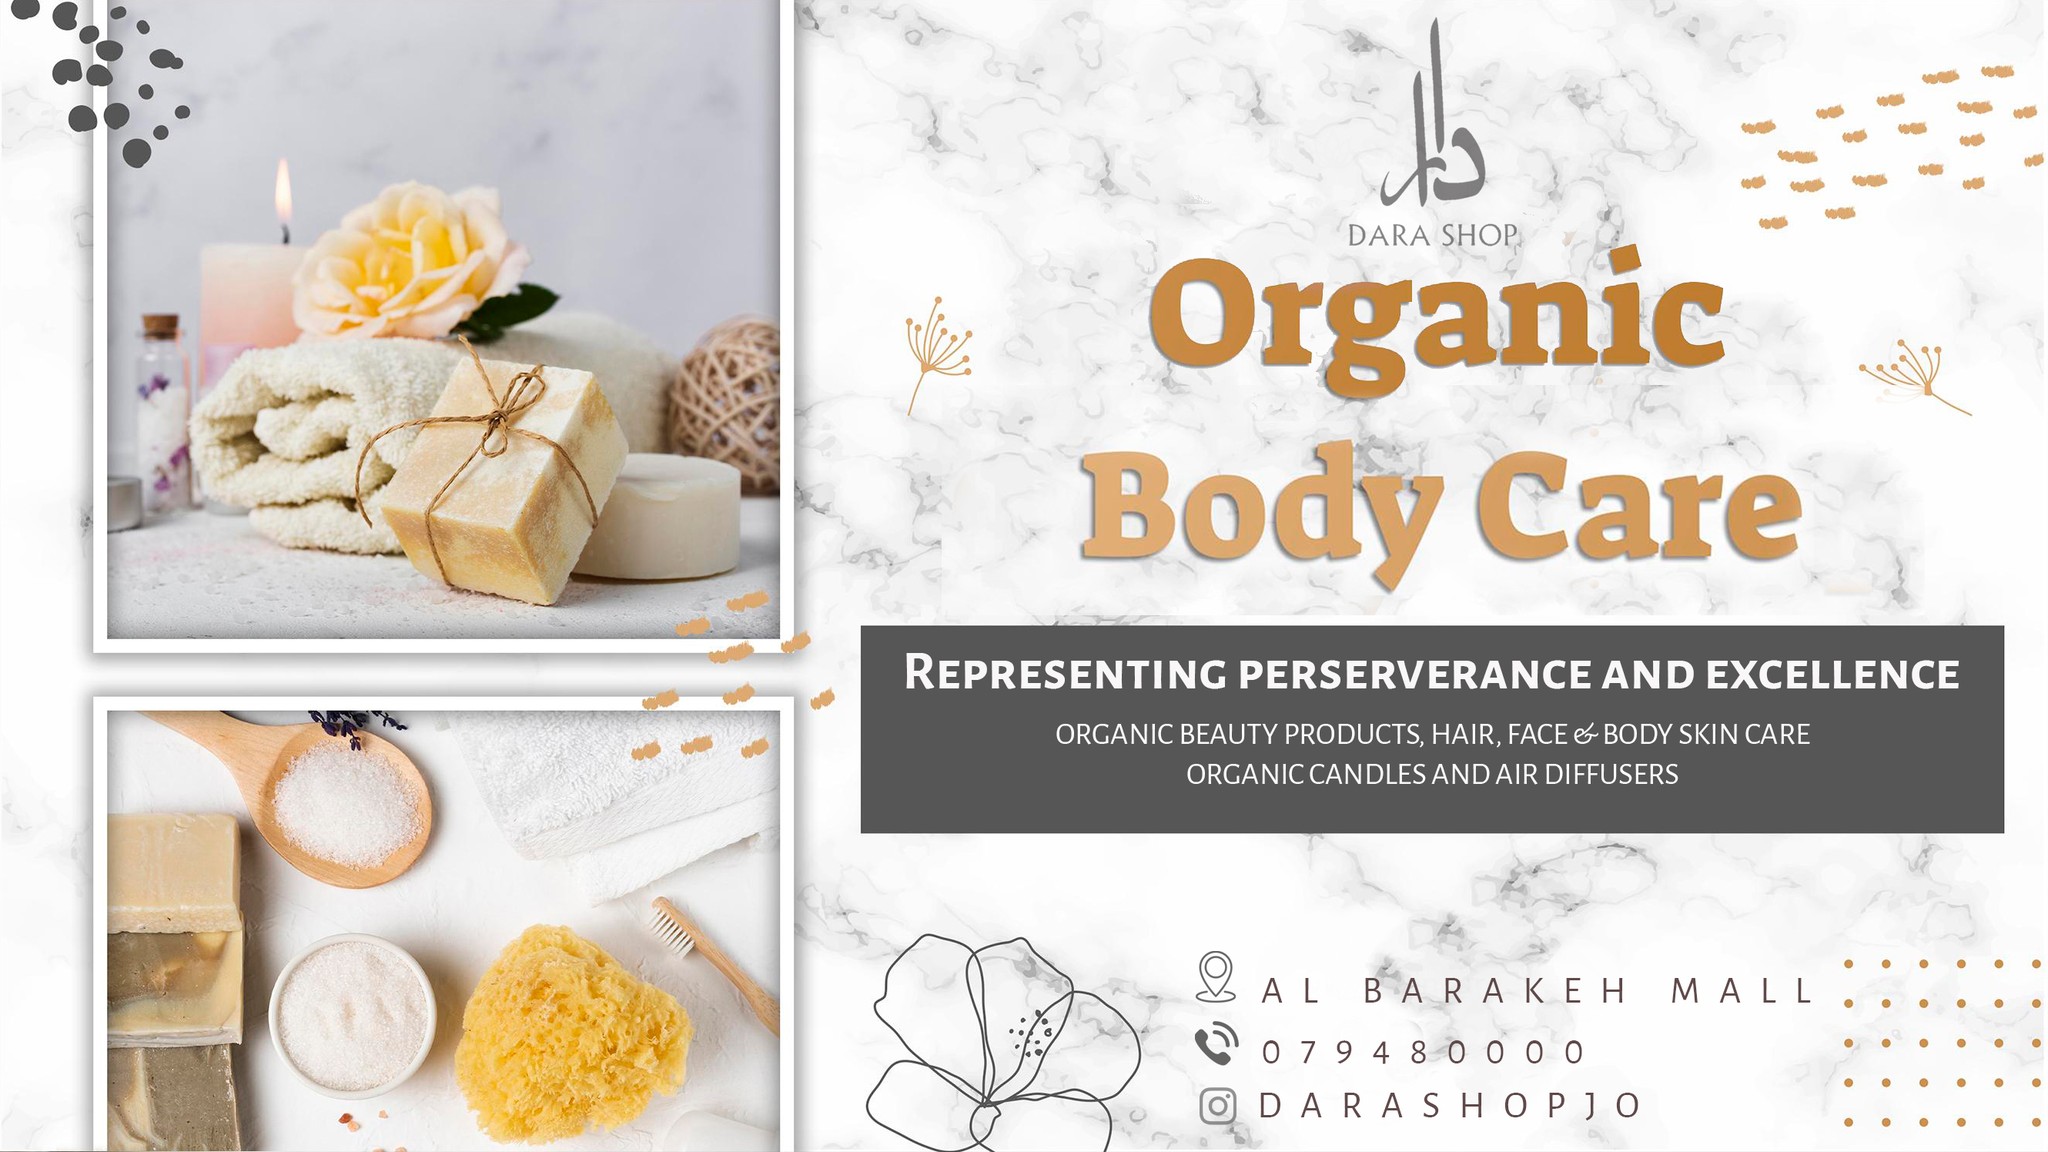 دارا
DARA SHOP
Organic
Body Care
REPRESENTING PERSERVERANCE AND EXCELLENCE
ORGANIC BEAUTY PRODUCTS, HAIR, FACE & BODY SKIN CARE
ORGANIC CANDLES AND AIR DIFFUSERS
AL BARAKEH MALL
079480000
DARASHOPJO